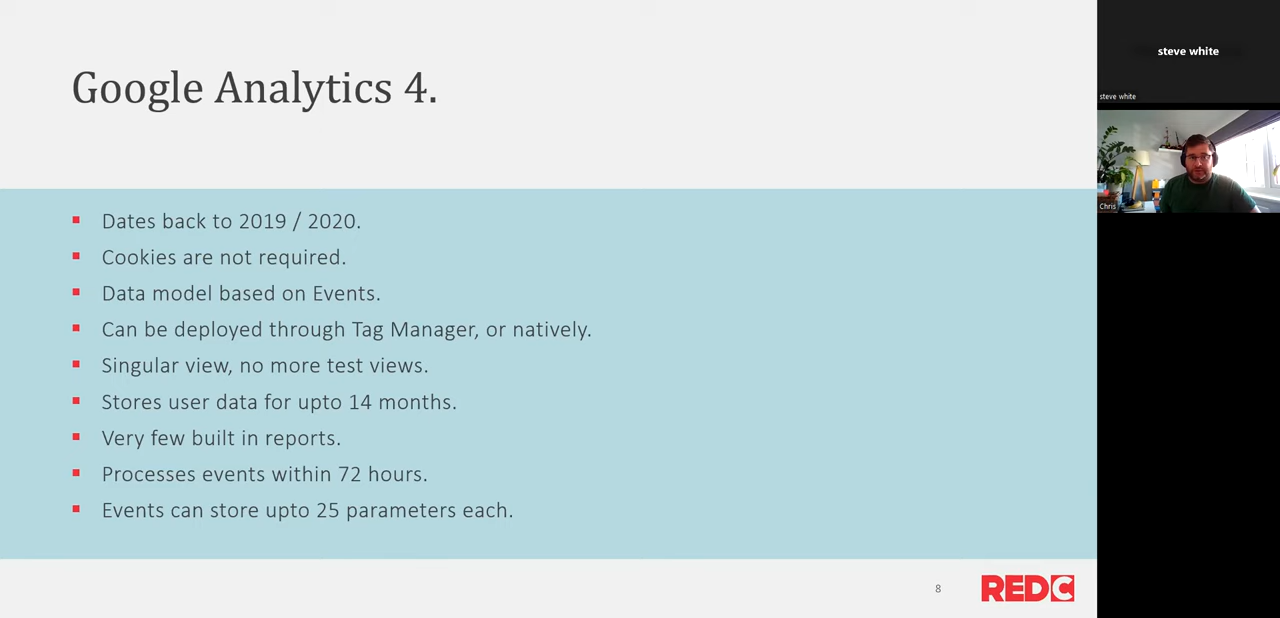 Google Analytics 4.
Dates back to 2019 / 2020.
Cookies are not required.
Data model based on Events.
Can be deployed through Tag Manager, or natively.
Singular view, no more test views.
Stores user data for upto 14 months.
Very few built in reports.
Processes events within 72 hours.
Events can store upto 25 parameters each.
8
REDC
steve white
steve white
Chris